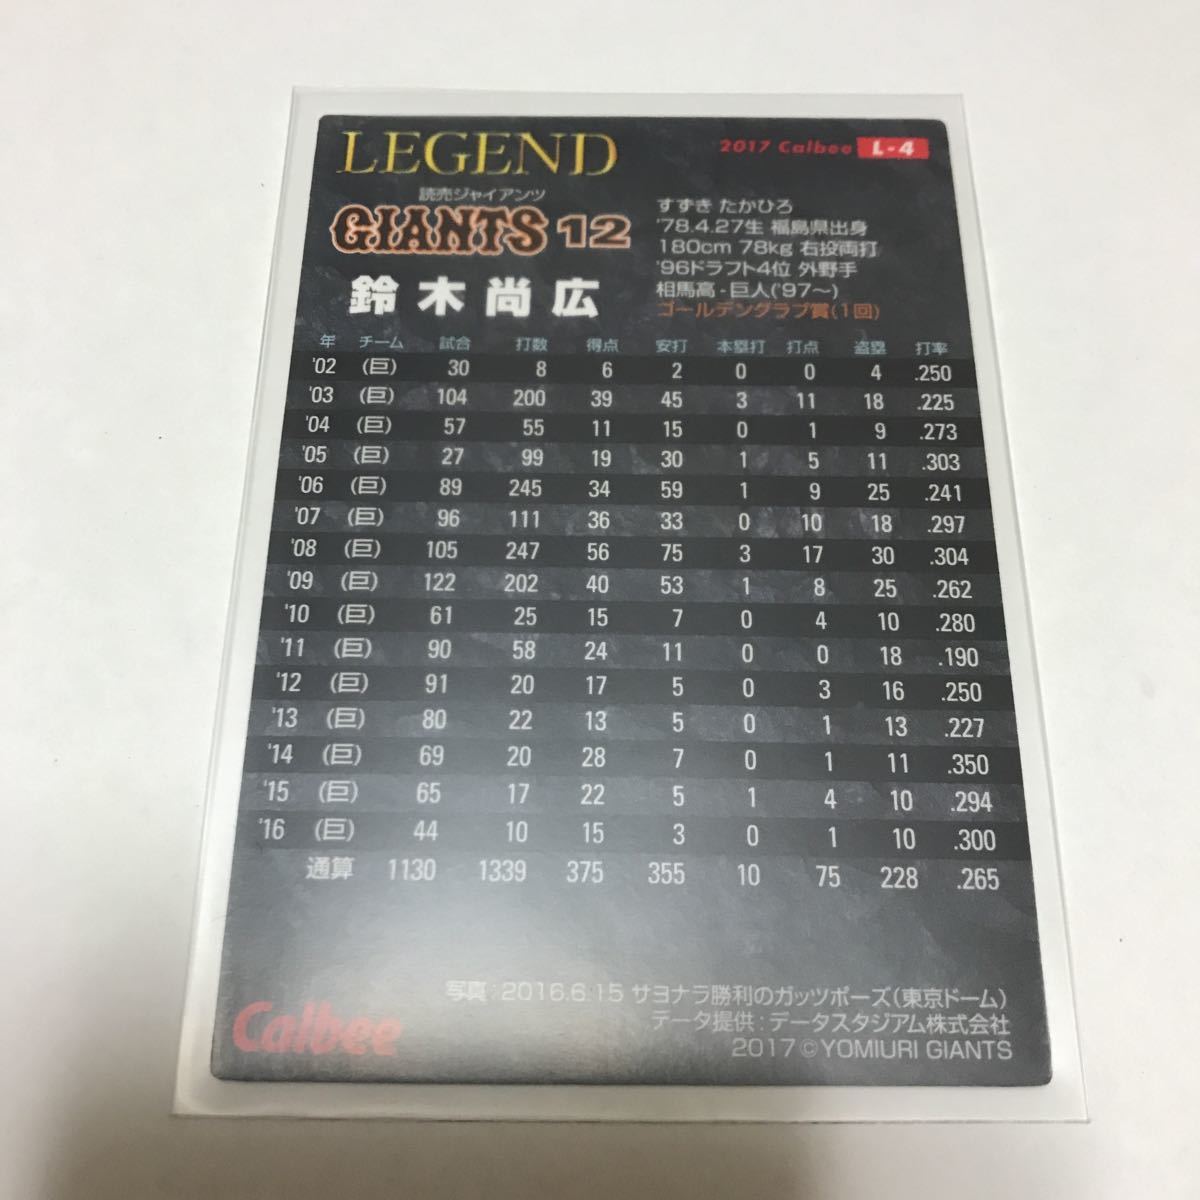 LEGEND
2017 Calbee L-4
読売ジャイアンツ
GIANTS 12
鈴木尚広
すずき たかひろ
'78.4.27生 福島県出身
180cm 78kg 右投両打
'96ドラフト4位 外野手
相馬高-巨人('97〜)
ゴールデングラブ賞(1回)
年 チーム 試合 打数 得点 安打 本塁打 打点 盗塁 打率
'02 (巨) 30 8 6 2 0 0 4 .250
'03 (巨) 104 200 39 45 3 11 18 .225
'04 (巨) 57 55 11 15 0 1 9 .273
'05 (巨) 27 99 19 30 1 5 11 .303
'06 (巨) 89 245 34 59 1 9 25 .241
'07 (巨) 96 111 36 33 0 10 18 .297
'08 (巨) 105 247 56 75 3 17 30 .304
'09 (巨) 122 202 40 53 1 8 25 .262
'10 (巨) 61 25 15 7 0 4 10 .280
'11 (巨) 90 58 24 11 0 0 18 .190
'12 (巨) 91 20 17 5 0 3 16 .250
'13 (巨) 80 22 13 5 0 1 13 .227
'14 (巨) 69 20 28 7 0 1 11 .350
'15 (巨) 65 17 22 5 1 4 10 .294
'16 (巨) 44 10 15 3 0 1 10 .300
通算 1130 1339 375 355 10 75 228 .265
写真:2016.6.15 サヨナラ勝利のガッツポーズ(東京ドーム)
データ提供:データスタジアム株式会社
2017 © YOMIURI GIANTS
Calbee